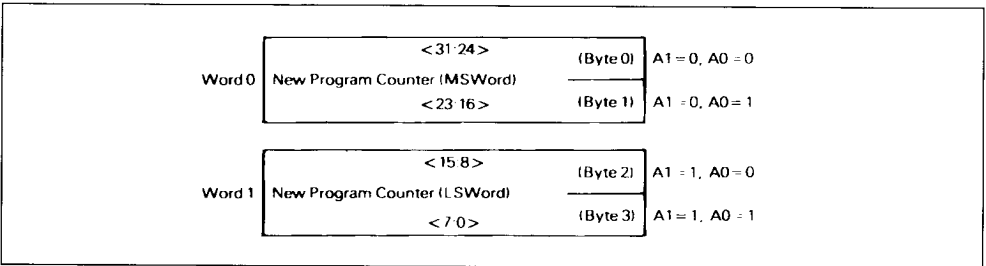 <31:24>
(Byte 0) A1 = 0, A0 = 0
Word 0 New Program Counter (MSWord)
<23:16> (Byte 1) A1 = 0, A0 = 1
<15:8>
(Byte 2) A1 = 1, A0 = 0
Word 1 New Program Counter (LSWord)
<7:0> (Byte 3) A1 = 1, A0 = 1